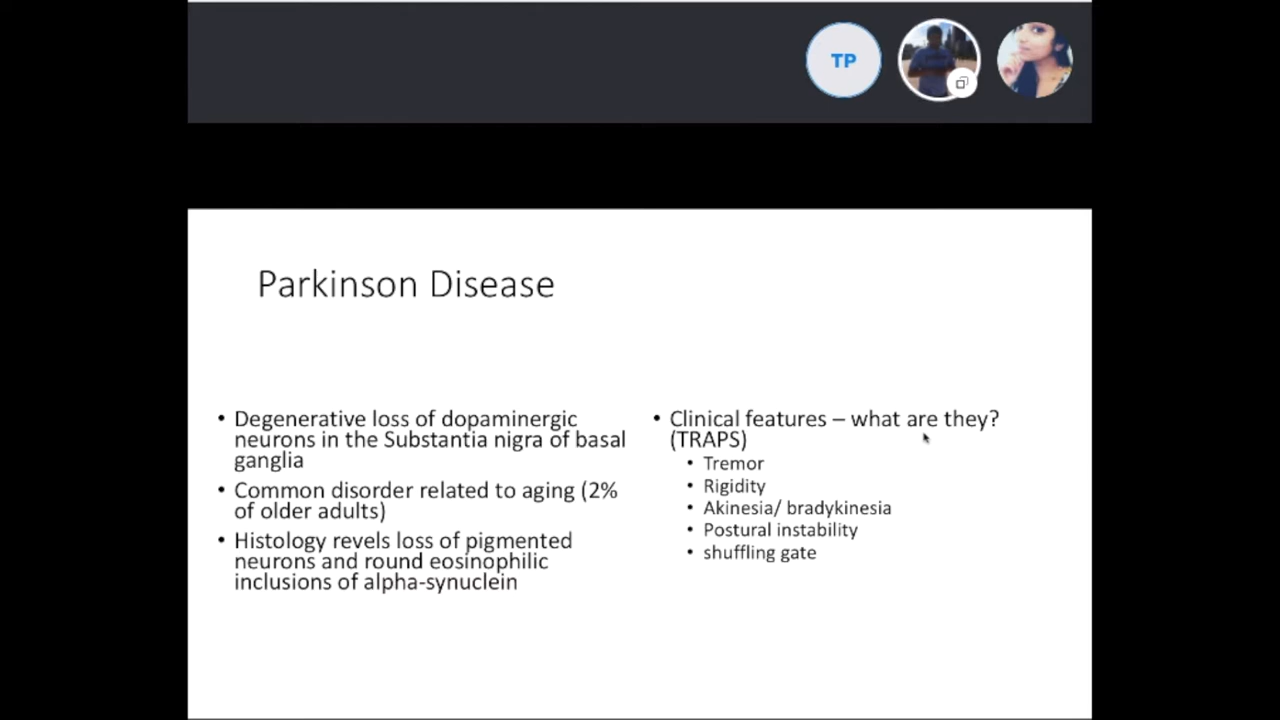 TP
Parkinson Disease
• Degenerative loss of dopaminergic
neurons in the Substantia nigra of basal
ganglia
• Common disorder related to aging (2%
of older adults)
• Histology revels loss of pigmented
neurons and round eosinophilic
inclusions of alpha-synuclein
• Clinical features – what are they?
(TRAPS)
• Tremor
• Rigidity
• Akinesia/ bradykinesia
• Postural instability
• shuffling gate